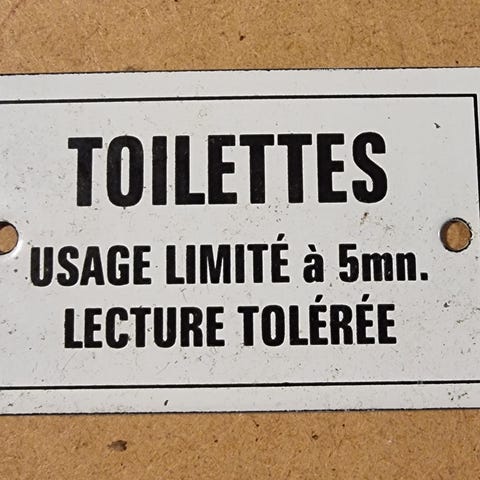 TOILETTES
USAGE LIMITÉ à 5mn.
LECTURE TOLÉRÉE